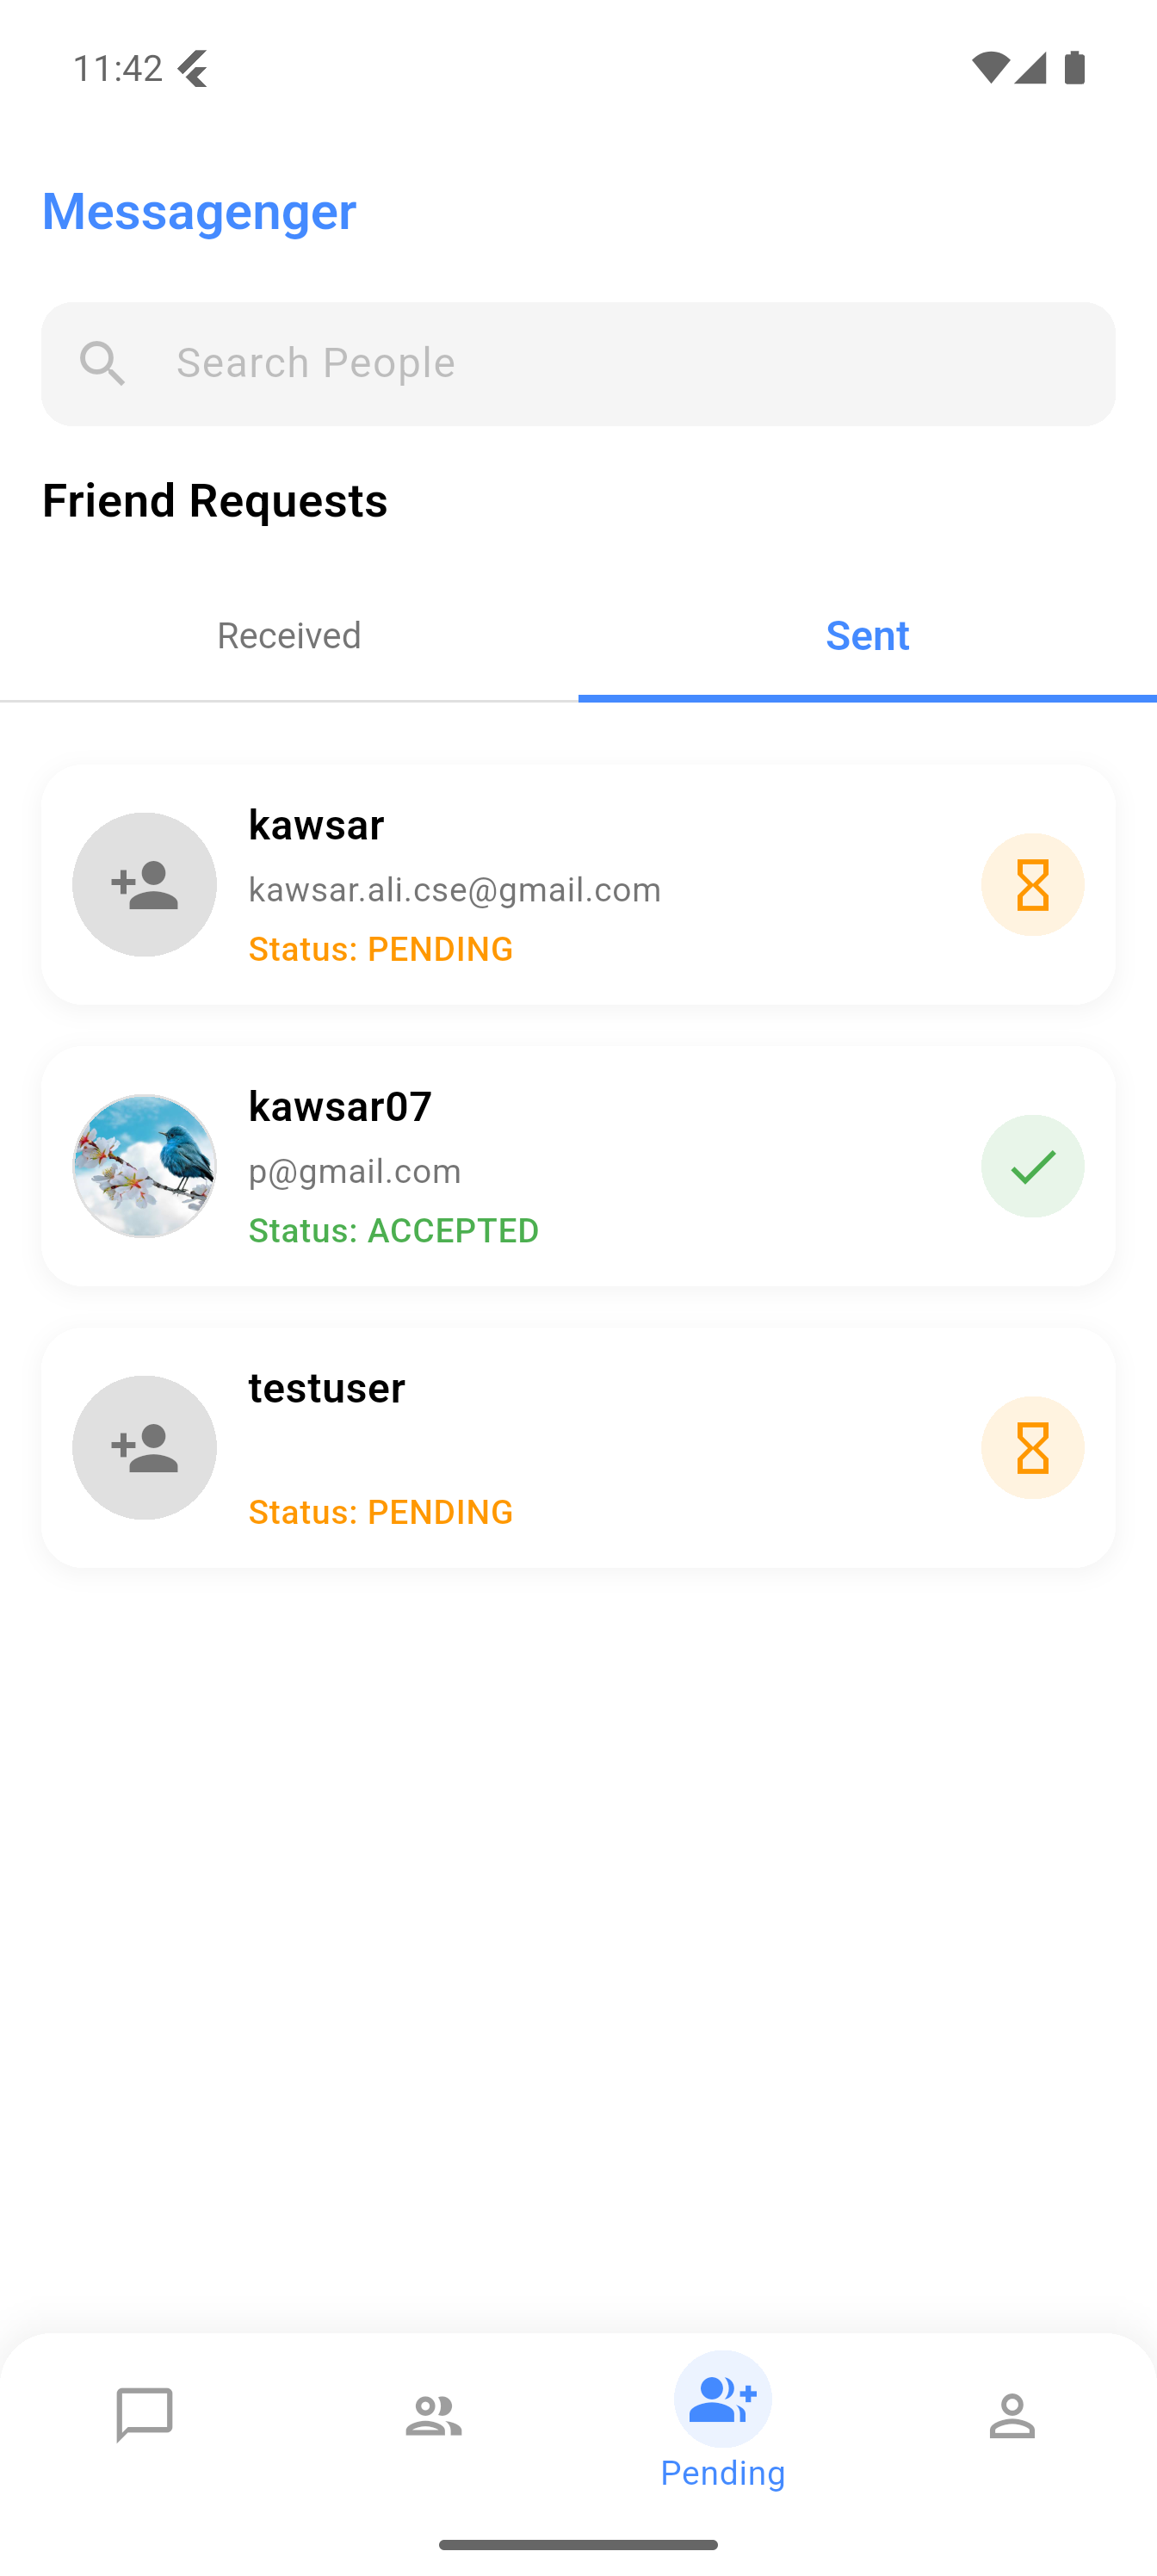 11:42
Messagenger
Search People
Friend Requests
Received
Sent
kawsar
kawsar.ali.cse@gmail.com
Status: PENDING
kawsar07
p@gmail.com
Status: ACCEPTED
testuser
Status: PENDING
Pending